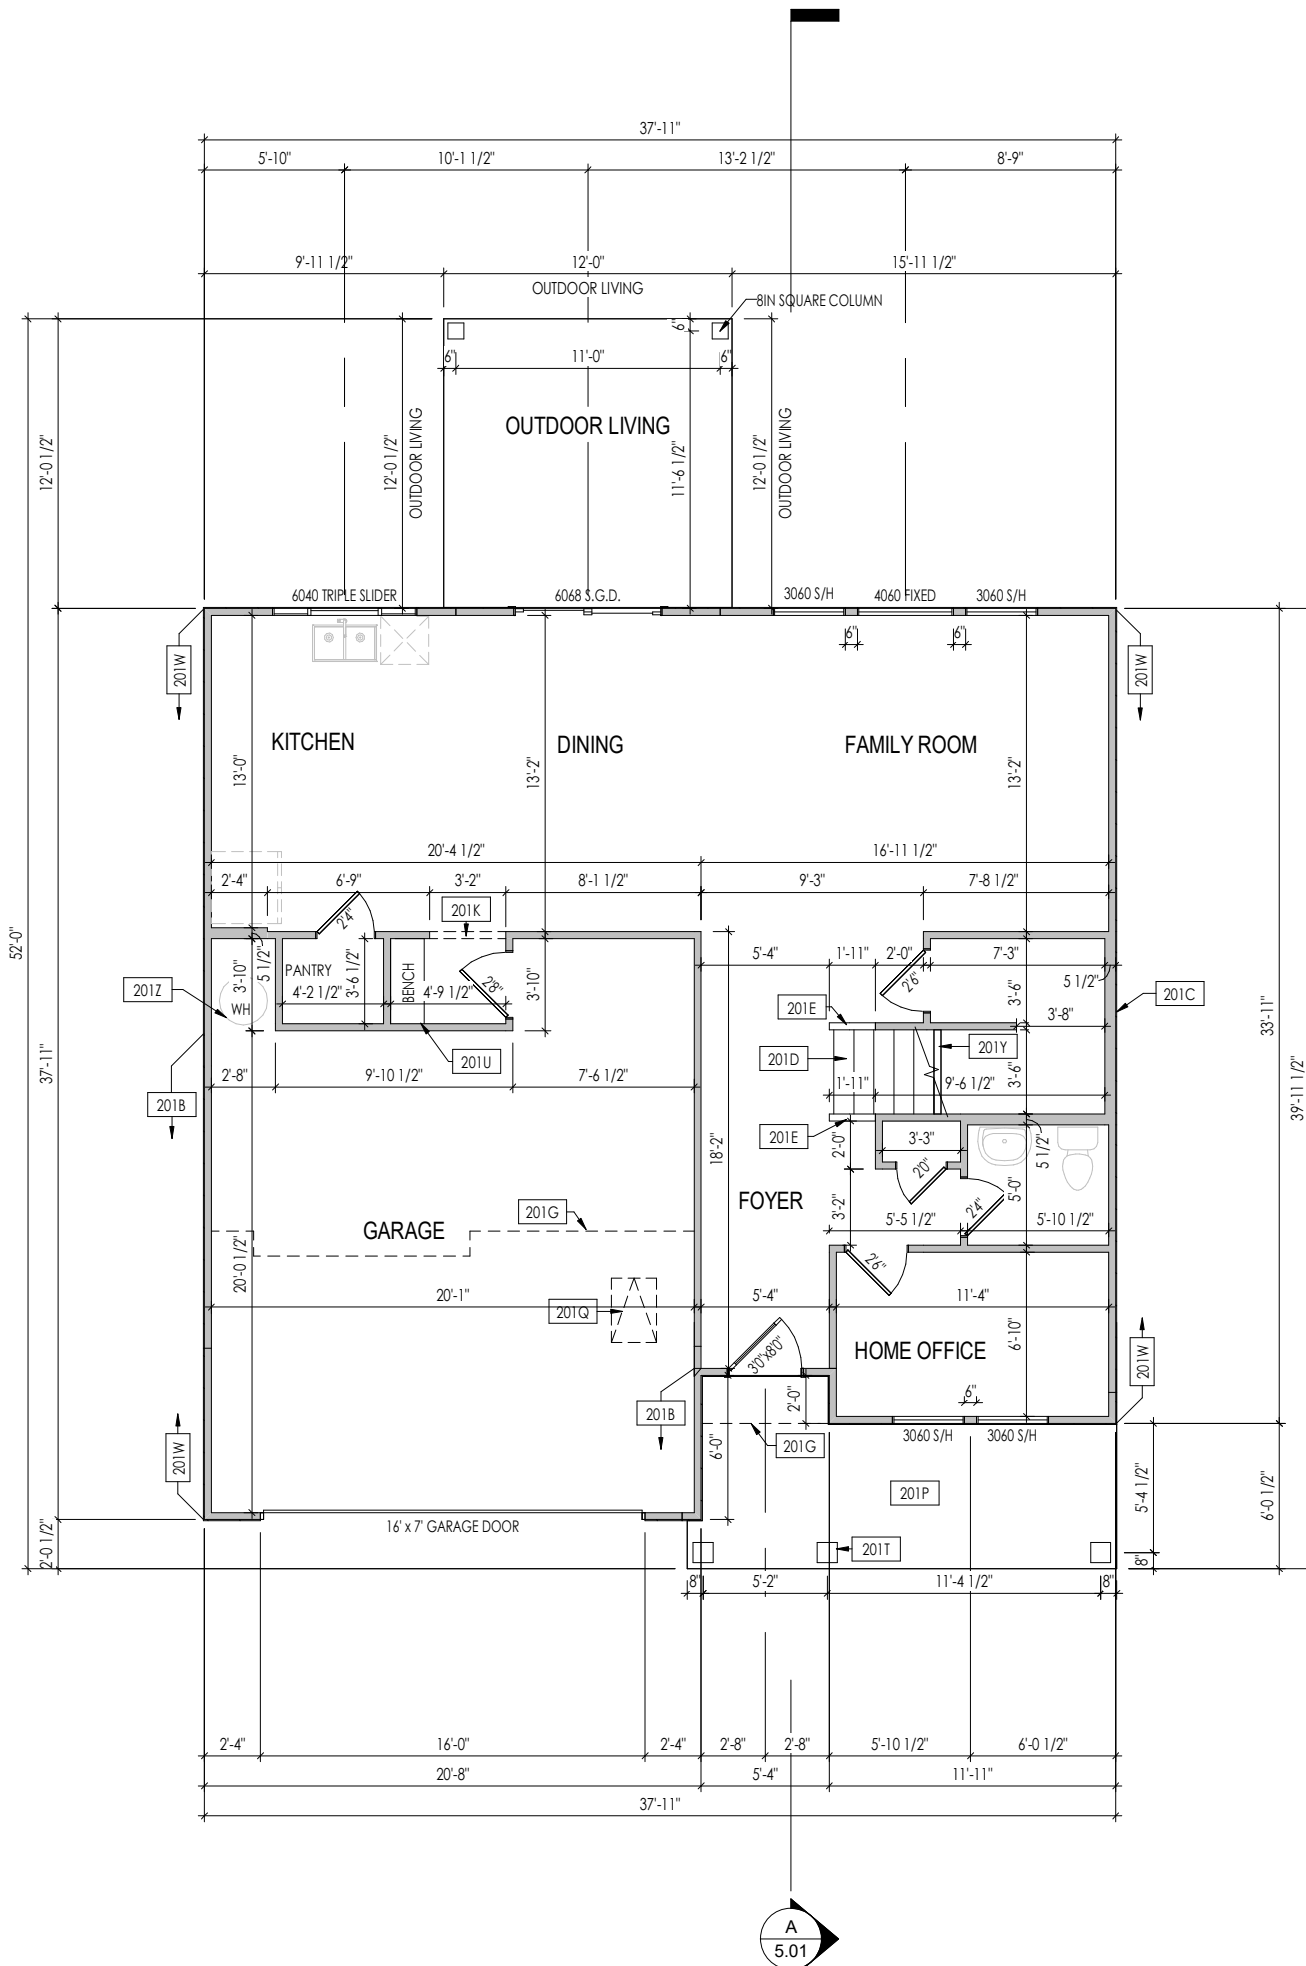 37'-11"
5'-10" 10'-1 1/2" 13'-2 1/2" 8'-9"
9'-11 1/2" 12'-0" 15'-11 1/2"
OUTDOOR LIVING
8IN SQUARE COLUMN
6"
6" 11'-0" 6"
OUTDOOR LIVING
12'-0 1/2"
12'-0 1/2"
OUTDOOR LIVING
11'-6 1/2"
12'-0 1/2"
OUTDOOR LIVING
6040 TRIPLE SLIDER 6068 S.G.D. 3060 S/H 4060 FIXED 3060 S/H
6" 6"
201W
201W
KITCHEN DINING FAMILY ROOM
13'-0"
13'-2"
13'-2"
20'-4 1/2" 16'-11 1/2"
2'-4" 6'-9" 3'-2" 8'-1 1/2" 9'-3" 7'-8 1/2"
2'4"
201K
52'-0"
5 1/2"
3'-10"
PANTRY
3'-6 1/2"
BENCH
3'-10"
5'-4" 1'-11" 2'-0" 7'-3"
5 1/2"
2'6"
3'-6"
201Z
WH
4'-2 1/2" 4'-9 1/2"
2'8"
201C
201E
3'-8"
33'-11"
201U
201D
201Y
37'-11"
2'-8" 9'-10 1/2" 7'-6 1/2"
1'-11" 9'-6 1/2"
3'-6"
201B
39'-11 1/2"
201E
18'-2"
2'-0"
3'-3"
5 1/2"
2'0"
5'-0"
FOYER
3'-2"
2'4"
201G
5'-5 1/2" 5'-10 1/2"
GARAGE
20'-0 1/2"
2'6"
20'-1" 5'-4" 11'-4"
201Q
6'-10"
3'0"x8'0"
HOME OFFICE
201W
6"
2'-0"
201B
6'-0"
201W
201G
3060 S/H 3060 S/H
201P
5'-4 1/2"
6'-0 1/2"
16' x 7' GARAGE DOOR
201T
2'-0 1/2"
8"
8" 5'-2" 11'-4 1/2" 8"
2'-4" 16'-0" 2'-4" 2'-8" 2'-8" 5'-10 1/2" 6'-0 1/2"
20'-8" 5'-4" 11'-11"
37'-11"
A
5.01